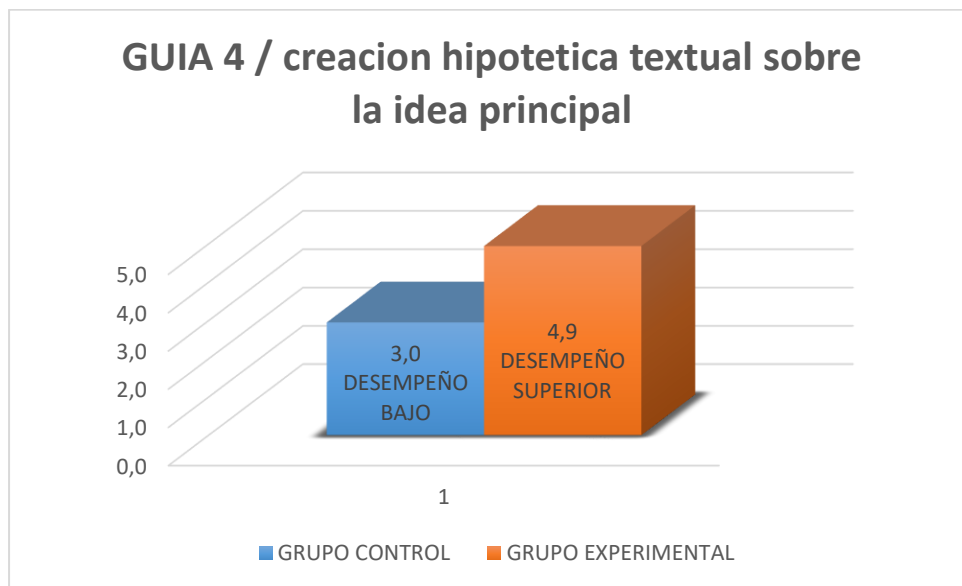 GUIA 4 / creacion hipotetica textual sobre
la idea principal
5,0
4,0
3,0
2,0
1,0
0,0
3,0
DESEMPEÑO
BAJO
4,9
DESEMPEÑO
SUPERIOR
1
GRUPO CONTROL
GRUPO EXPERIMENTAL